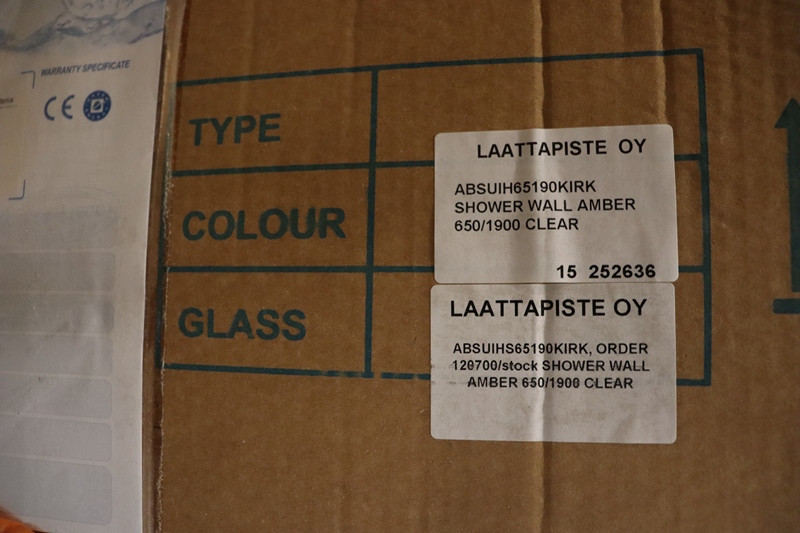 WARRANTY SPECIFICATE
CE
TYPE
COLOUR
GLASS
LAATTAPISTE OY
ABSUIH65190KIRK
SHOWER WALL AMBER
650/1900 CLEAR
15 252636
LAATTAPISTE OY
ABSUIHS65190KIRK, ORDER
120700/stock SHOWER WALL
AMBER 650/1900 CLEAR